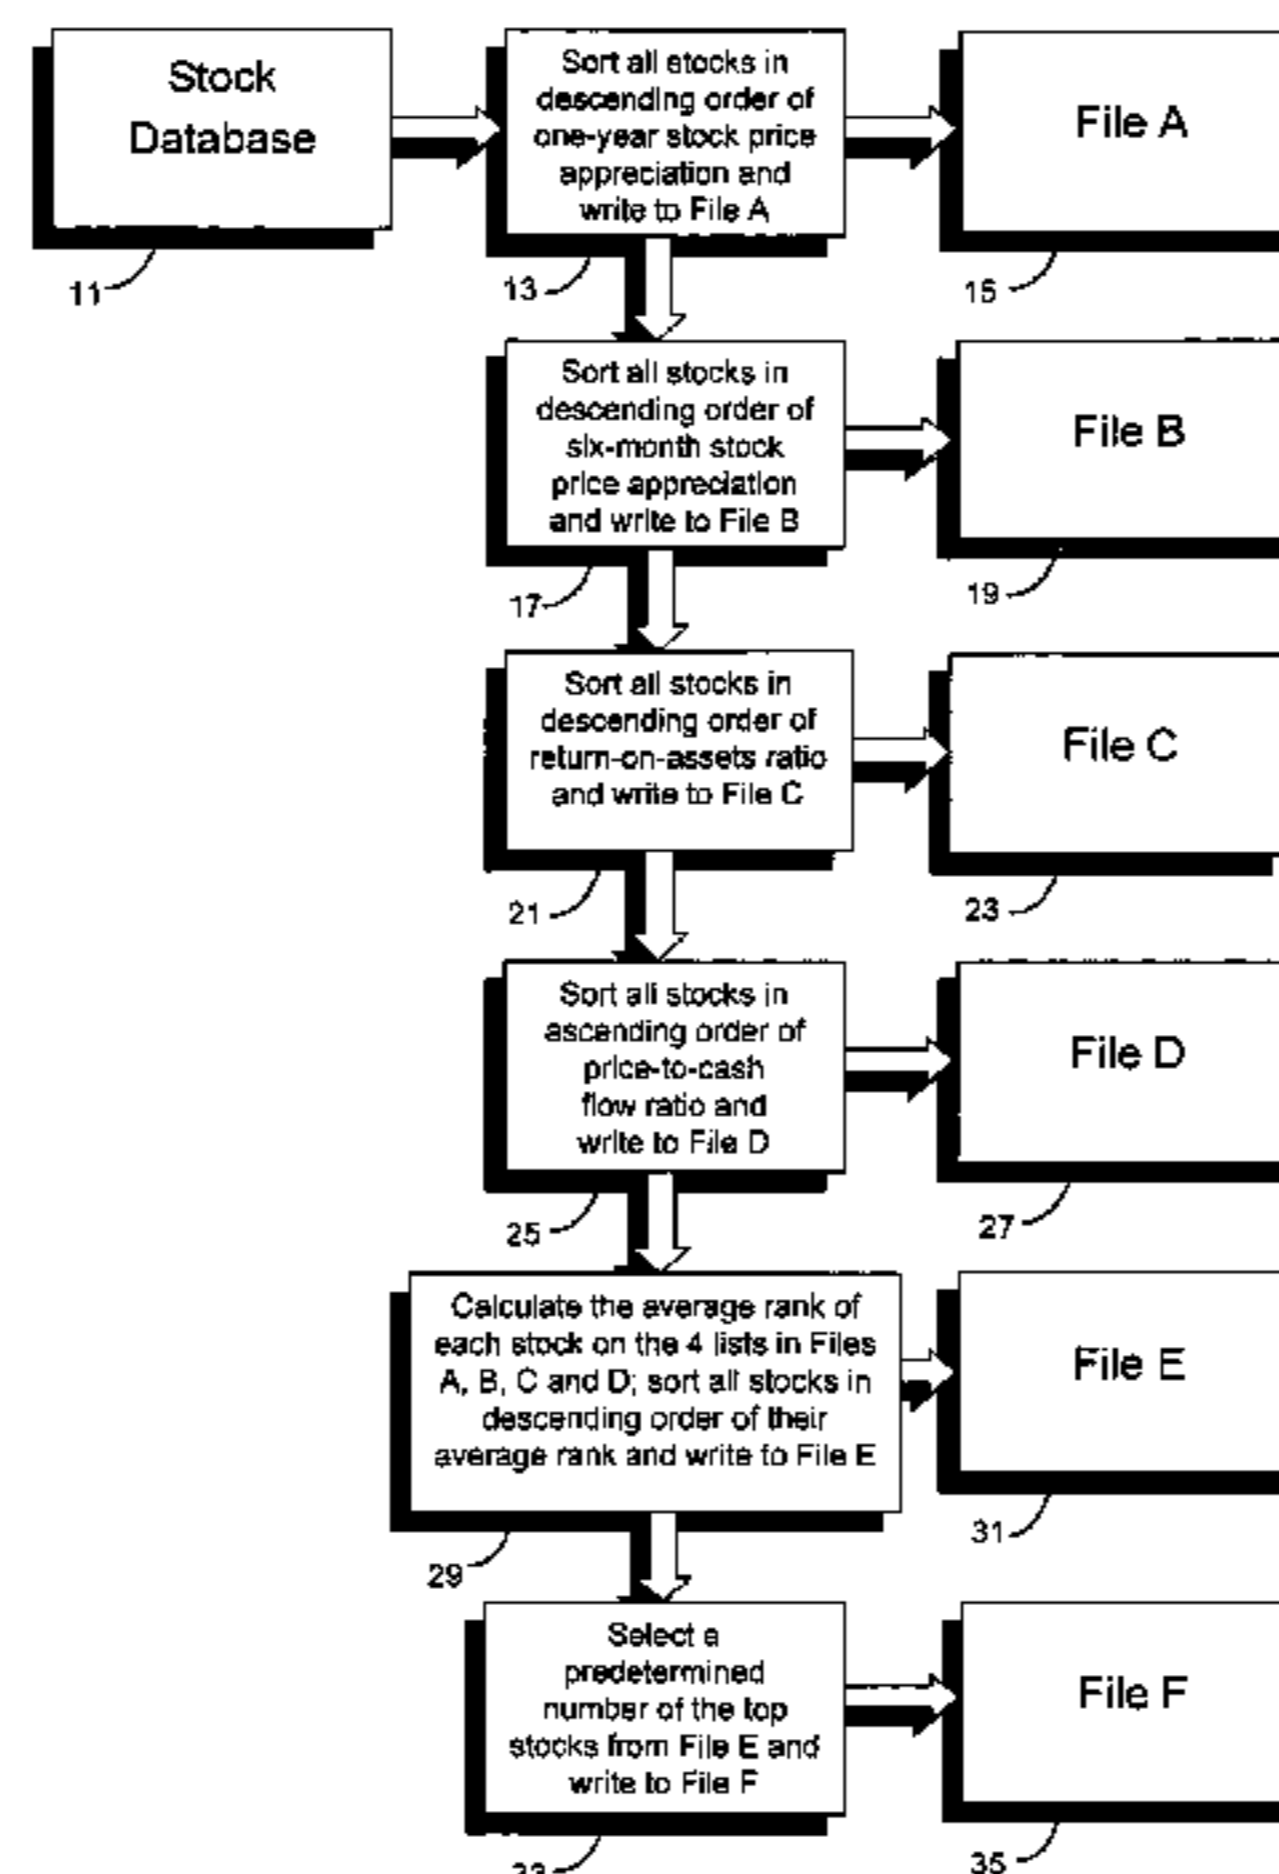 Stock
Database
11
Sort all stocks in
descending order of
one-year stock price
appreciation and
write to File A
13
File A
15
Sort all stocks in
descending order of
six-month stock
price appreciation
and write to File B
17
File B
19
Sort all stocks in
descending order of
return-on-assets ratio
and write to File C
21
File C
23
Sort all stocks in
ascending order of
price-to-cash
flow ratio and
write to File D
25
File D
27
Calculate the average rank of
each stock on the 4 lists in Files
A, B, C and D; sort all stocks in
descending order of their
average rank and write to File E
29
File E
31
Select a
predetermined
number of the top
stocks from File E and
write to File F
33
File F
35